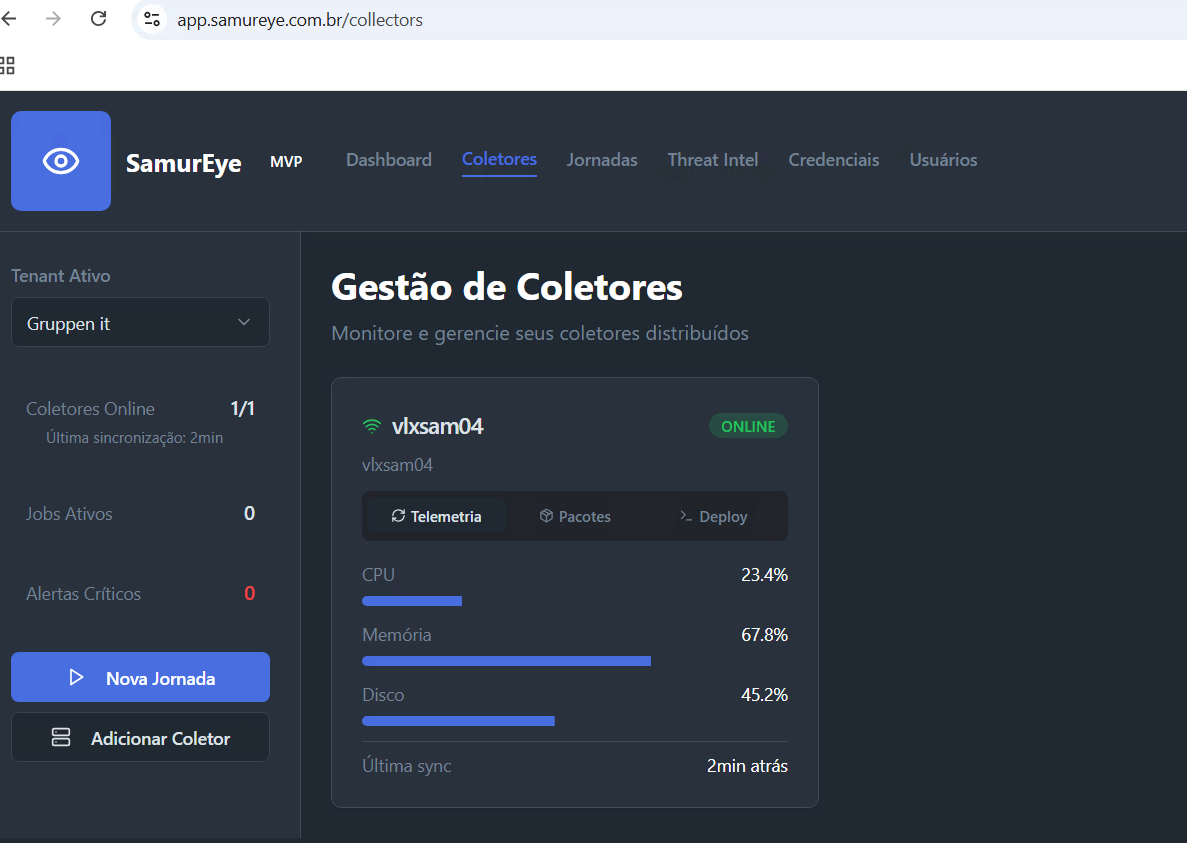 app.samureye.com.br/collectors
SamurEye MVP Dashboard Coletores Jornadas Threat Intel Credenciais Usuários
Tenant Ativo
Gruppen it
Coletores Online 1/1
Última sincronização: 2min
Jobs Ativos 0
Alertas Críticos 0
Nova Jornada
Adicionar Coletor
Gestão de Coletores
Monitore e gerencie seus coletores distribuídos
vlxsam04 ONLINE
vlxsam04
Telemetria Pacotes Deploy
CPU 23.4%
Memória 67.8%
Disco 45.2%
Última sync 2min atrás